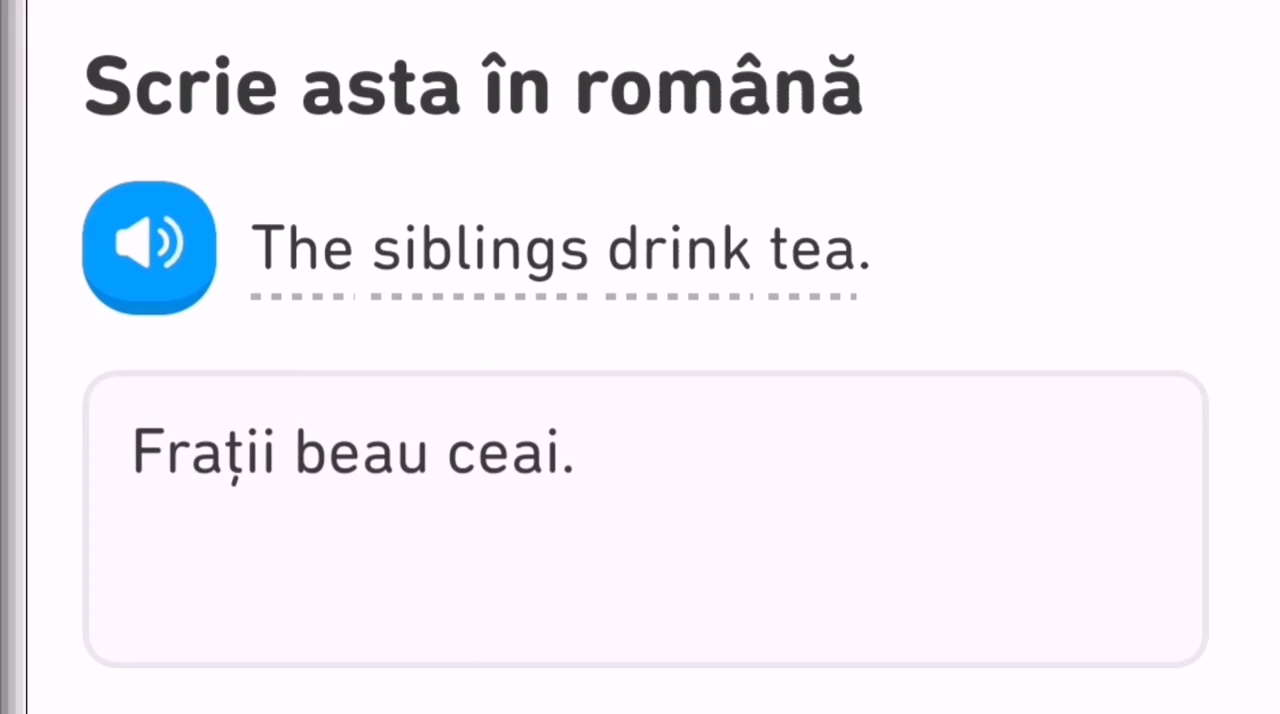 Scrie asta în română
The siblings drink tea.
Frații beau ceai.